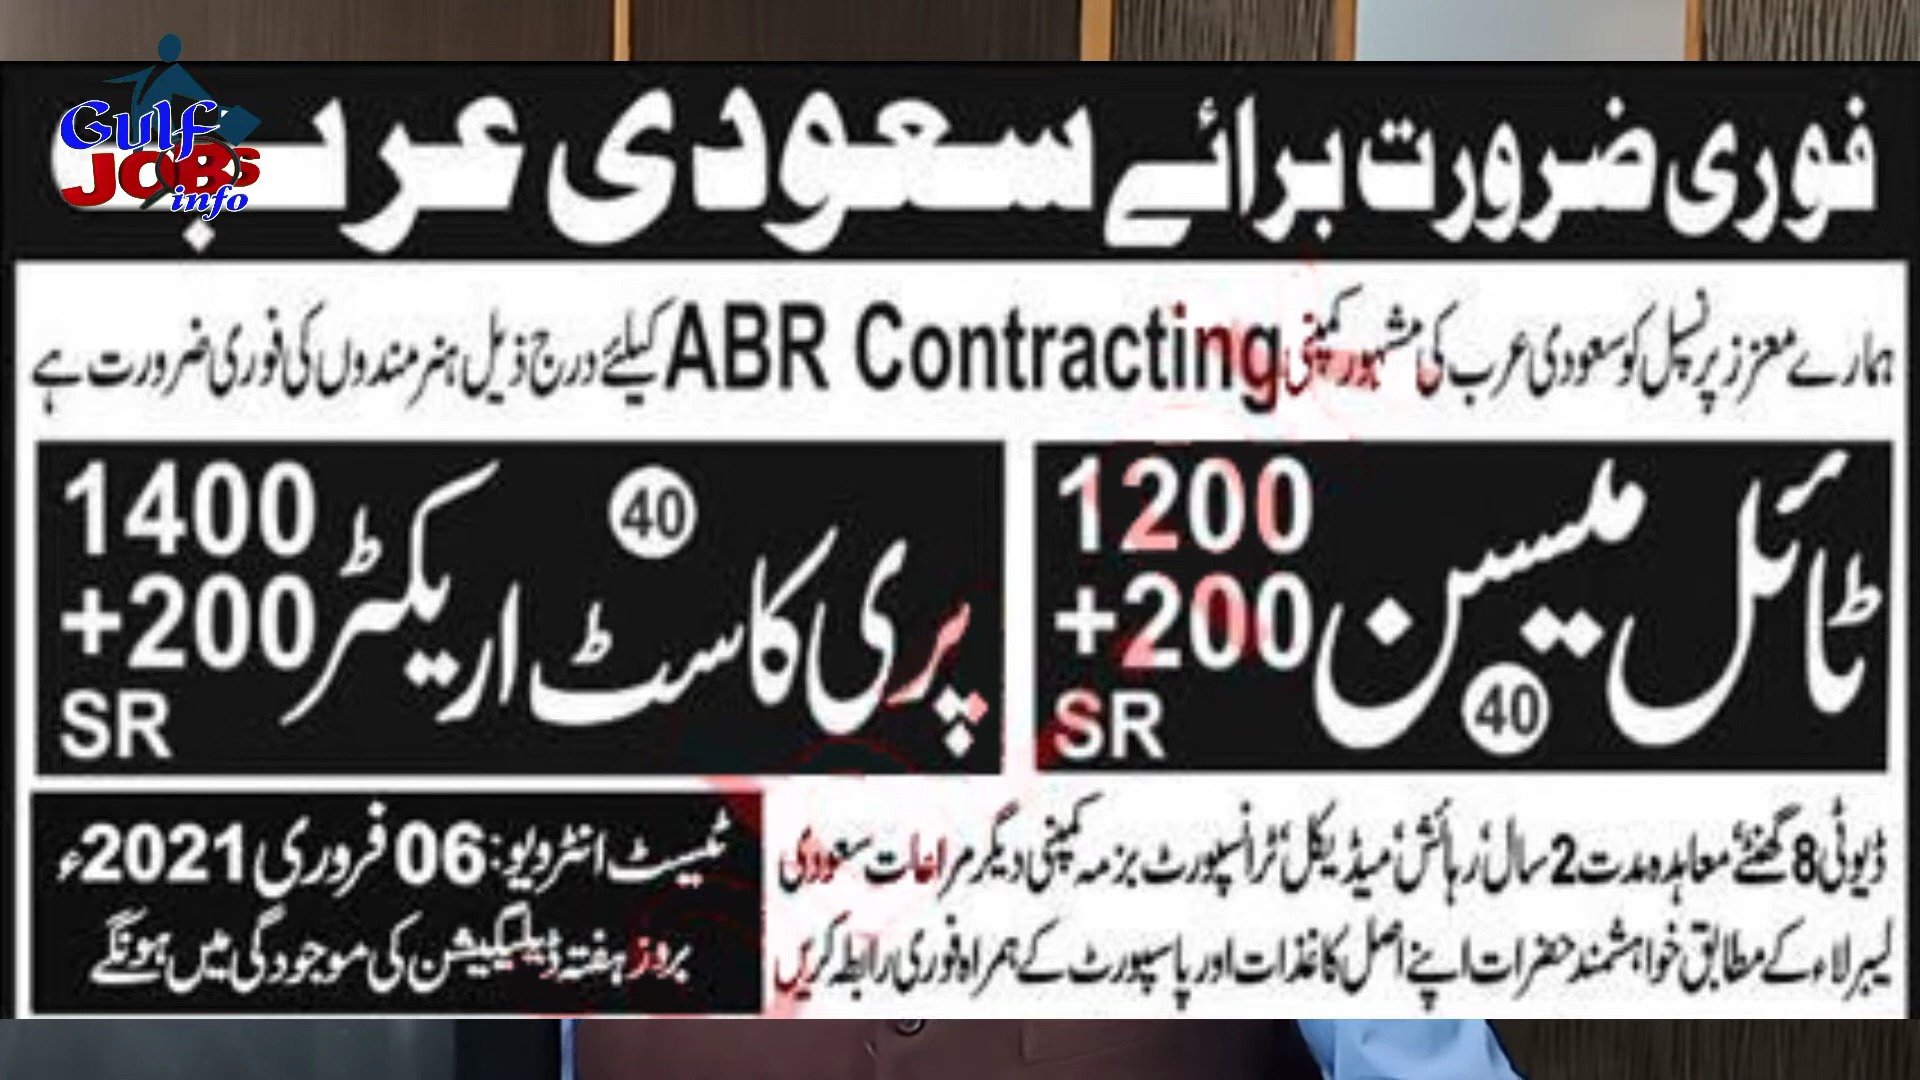 Gulf
JOBS
info
فوری ضرورت برائے سعودی عرب
ہمارے معزز پرنسپل کو سعودی عرب کی مشہور کمپنی ABR Contracting کیلئے درج ذیل ہنر مندوں کی فوری ضرورت ہے
ٹائل میسن
40
1200
+200
SR
پری کاسٹ اریکٹر
40
1400
+200
SR
ڈیوٹی 8 گھنٹے، معاہدہ مدت 2 سال، رہائش، میڈیکل، ٹرانسپورٹ بزمہ کمپنی دیگر مراعات سعودی
لیبر لاء کے مطابق خواہشمند حضرات اپنے اصل کاغذات اور پاسپورٹ کے ہمراہ فوری رابطہ کریں
ٹیسٹ انٹرویو: 06 فروری 2021ء
بروز ہفتہ ڈیلیگیشن کی موجودگی میں ہونگے